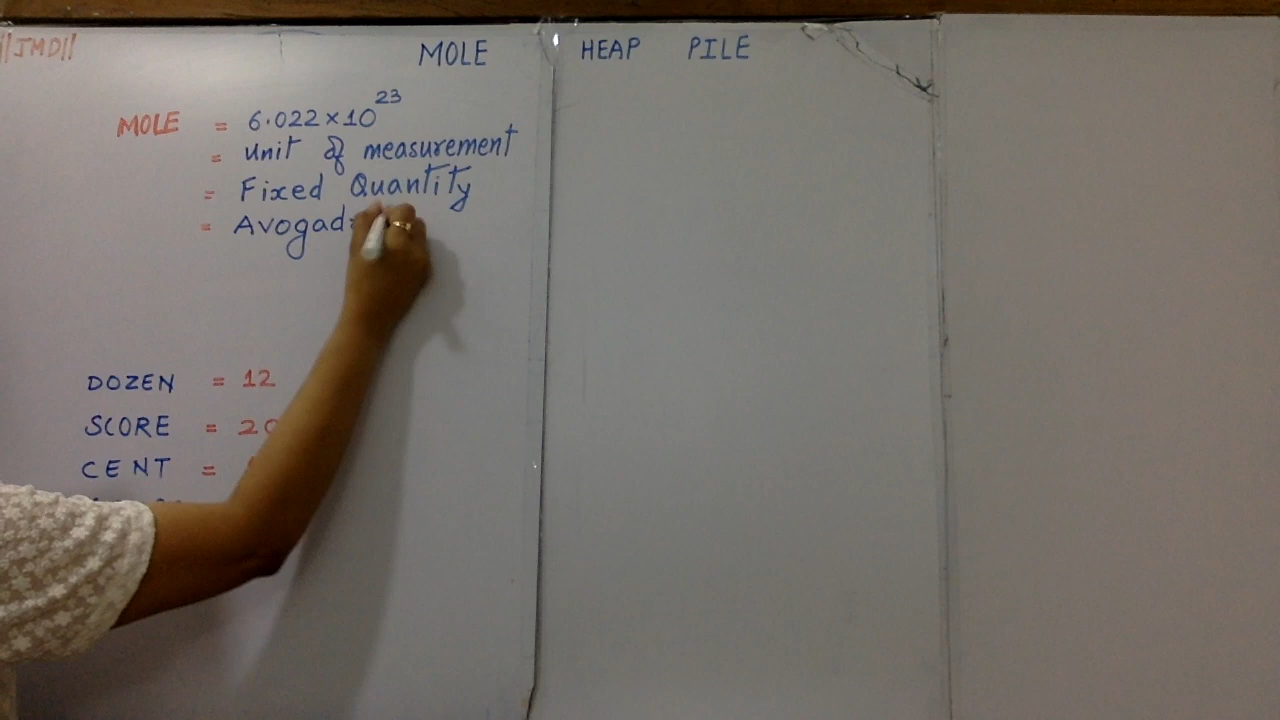 ||JMD||
MOLE HEAP PILE
MOLE = 6.022×10²³
= unit of measurement
= Fixed Quantity
= Avogad
DOZEN = 12
SCORE = 20
CENT =